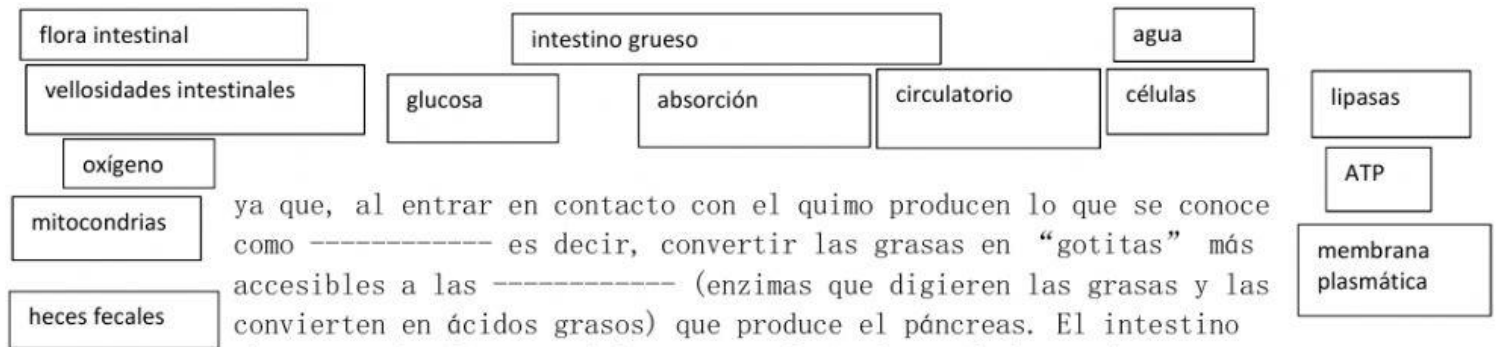 flora intestinal
intestino grueso
agua
vellosidades intestinales
glucosa
absorción
circulatorio
células
lipasas
oxígeno
ATP
mitocondrias
membrana
plasmática
heces fecales
ya que, al entrar en contacto con el quimo producen lo que se conoce
como ------------ es decir, convertir las grasas en “gotitas” más
accesibles a las ------------ (enzimas que digieren las grasas y las
convierten en ácidos grasos) que produce el páncreas. El intestino